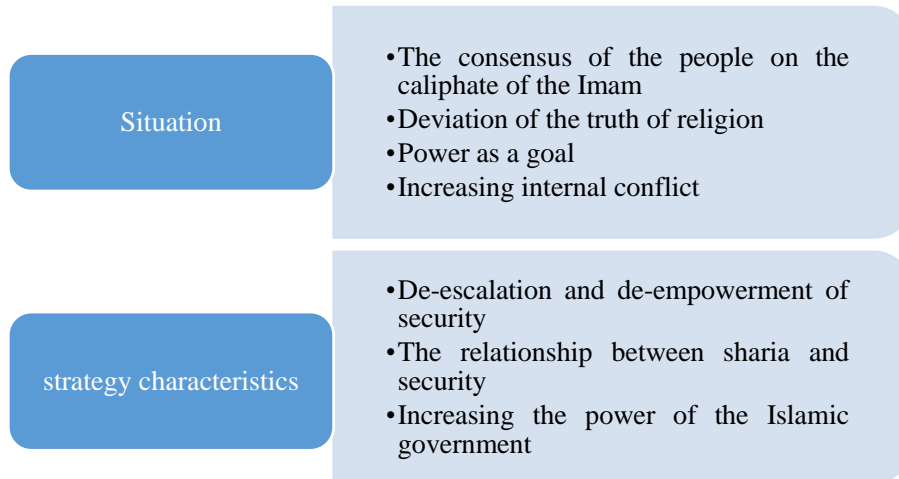 Situation
•The consensus of the people on the
caliphate of the Imam
•Deviation of the truth of religion
•Power as a goal
•Increasing internal conflict
strategy characteristics
•De-escalation and de-empowerment of
security
•The relationship between sharia and
security
•Increasing the power of the Islamic
government